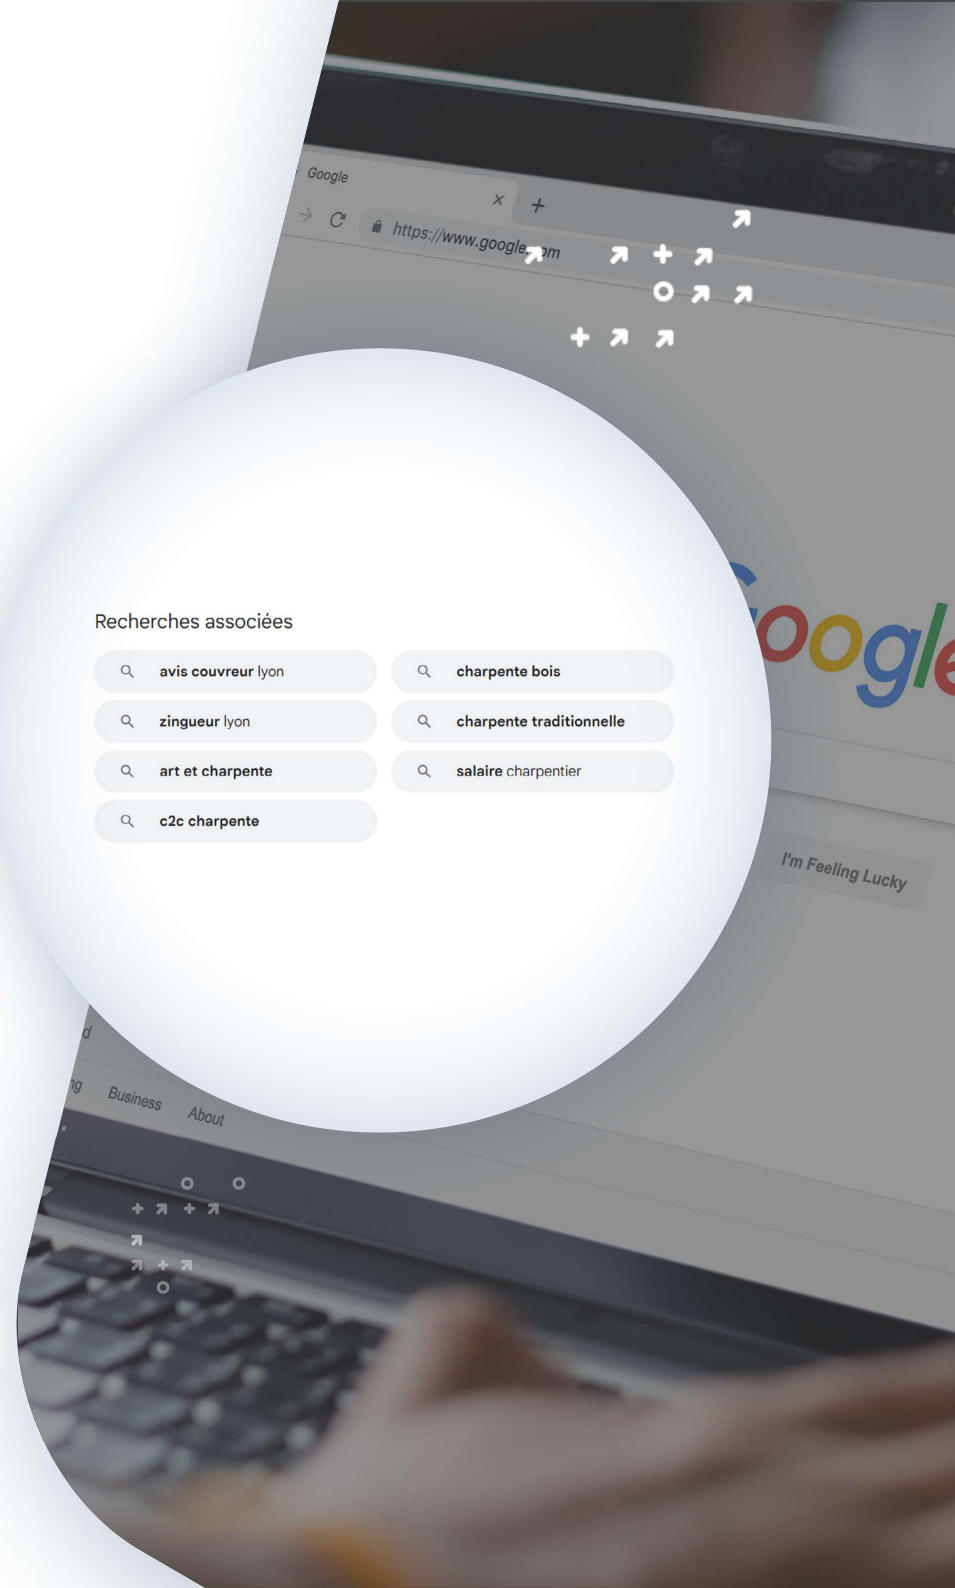 Google
https://www.google.com
Google
Recherches associées
avis couvreur lyon
charpente bois
zingueur lyon
charpente traditionnelle
art et charpente
salaire charpentier
c2c charpente
I'm Feeling Lucky
Business
About